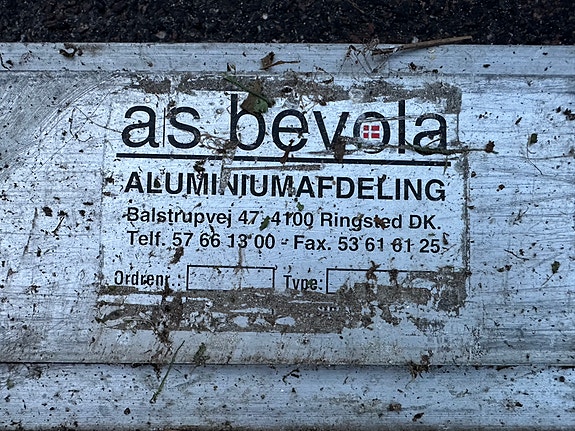 a/s bevola
ALUMINIUMAFDELING
Balstrupvej 47, 4100 Ringsted DK.
Telf. 57 66 13 00 - Fax. 53 61 61 25
Ordrenr.: Type: